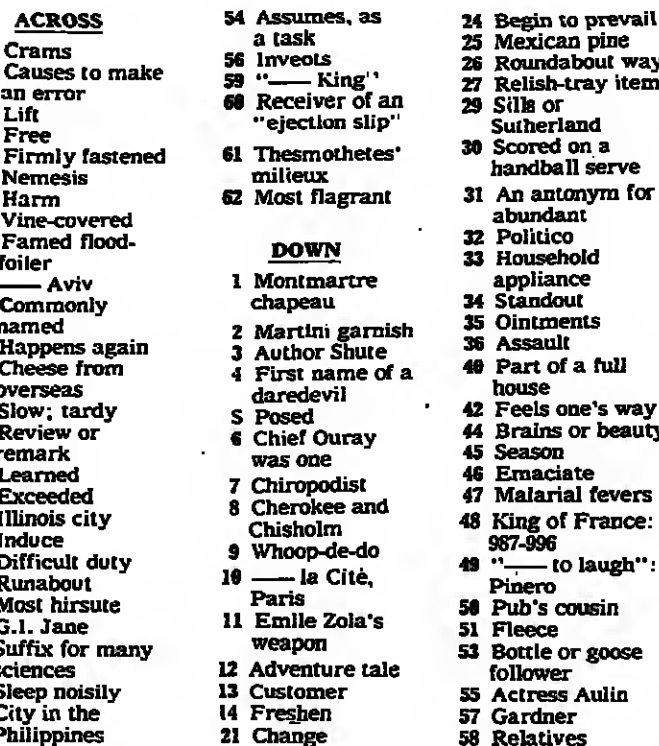 ACROSS
Crams
Causes to make
an error
Lift
Free
Firmly fastened
Nemesis
Harm
Vine-covered
Famed flood-
foiler
—— Aviv
Commonly
named
Happens again
Cheese from
overseas
Slow; tardy
Review or
remark
Learned
Exceeded
Illinois city
Induce
Difficult duty
Runabout
Most hirsute
G.I. Jane
Suffix for many
sciences
Sleep noisily
City in the
Philippines
54 Assumes, as
a task
56 Inveots
59 "—— King"
60 Receiver of an
"ejection slip"
61 Thesmothetes'
milieux
62 Most flagrant
DOWN
1 Montmartre
chapeau
2 Martini garnish
3 Author Shute
4 First name of a
daredevil
5 Posed
6 Chief Ouray
was one
7 Chiropodist
8 Cherokee and
Chisholm
9 Whoop-de-do
10 —— la Cité,
Paris
11 Emile Zola's
weapon
12 Adventure tale
13 Customer
14 Freshen
21 Change
24 Begin to prevail
25 Mexican pine
26 Roundabout way
27 Relish-tray item
29 Sills or
Sutherland
30 Scored on a
handball serve
31 An antonym for
abundant
32 Politico
33 Household
appliance
34 Standout
35 Ointments
36 Assault
40 Part of a full
house
42 Feels one's way
44 Brains or beauty
45 Season
46 Emaciate
47 Malarial fevers
48 King of France:
987-996
49 "—— to laugh":
Pinero
50 Pub's cousin
51 Fleece
53 Bottle or goose
follower
55 Actress Aulin
57 Gardner
58 Relatives